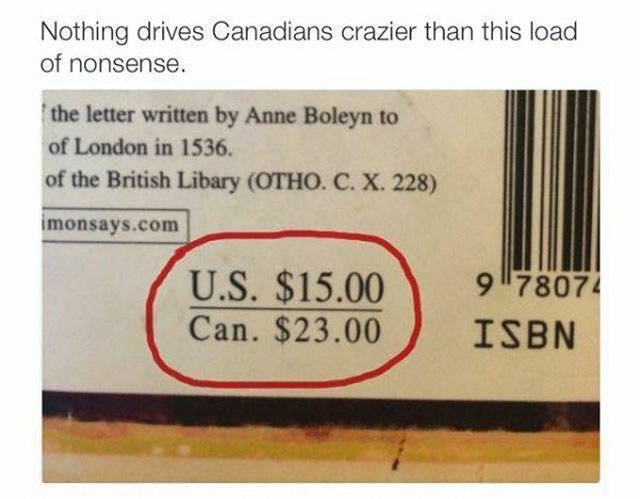 Nothing drives Canadians crazier than this load
of nonsense.
the letter written by Anne Boleyn to
of London in 1536.
of the British Libary (OTHO. C. X. 228)
imonsays.com
U.S. $15.00
Can. $23.00
9 78074
ISBN